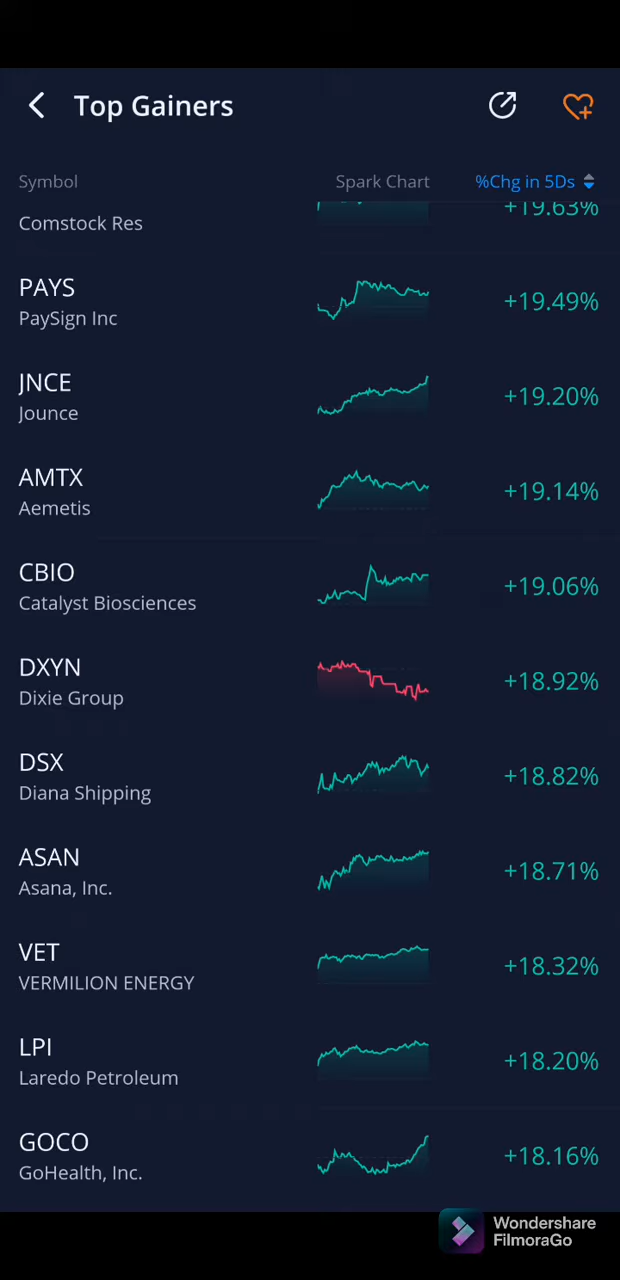 Top Gainers
Symbol Spark Chart %Chg in 5Ds
Comstock Res +19.63%
PAYS
PaySign Inc
+19.49%
JNCE
Jounce
+19.20%
AMTX
Aemetis
+19.14%
CBIO
Catalyst Biosciences
+19.06%
DXYN
Dixie Group
+18.92%
DSX
Diana Shipping
+18.82%
ASAN
Asana, Inc.
+18.71%
VET
VERMILION ENERGY
+18.32%
LPI
Laredo Petroleum
+18.20%
GOCO
GoHealth, Inc.
+18.16%
Wondershare
FilmoraGo